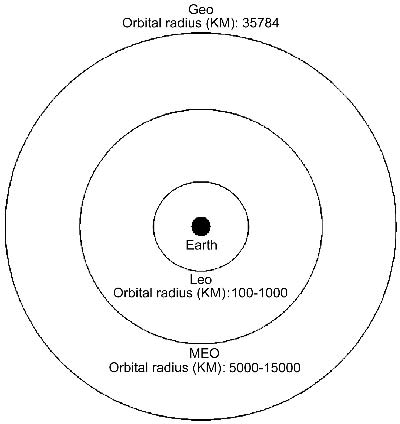 Geo
Orbital radius (KM): 35784
Earth
Leo
Orbital radius (KM):100-1000
MEO
Orbital radius (KM): 5000-15000